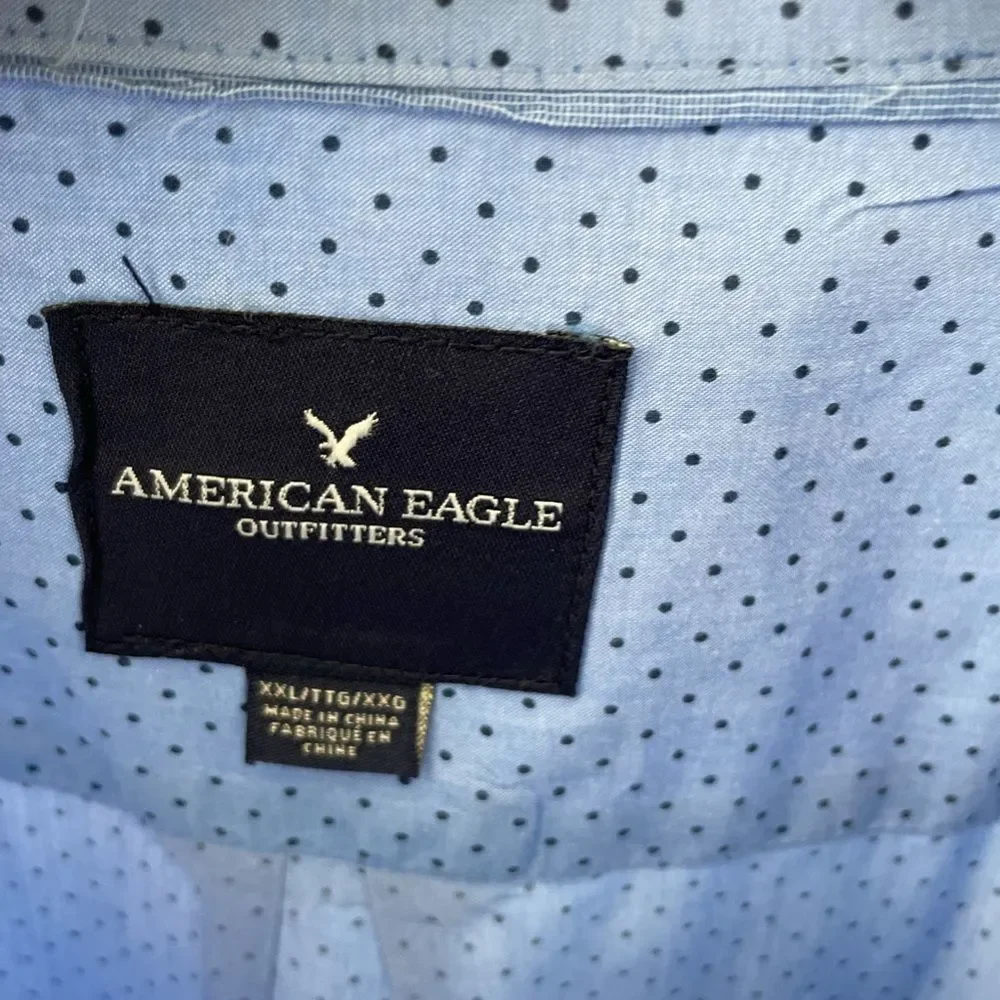 AMERICAN EAGLE
OUTFITTERS
XXL/TTG/XXG
MADE IN CHINA
FABRIQUÉ EN
CHINE